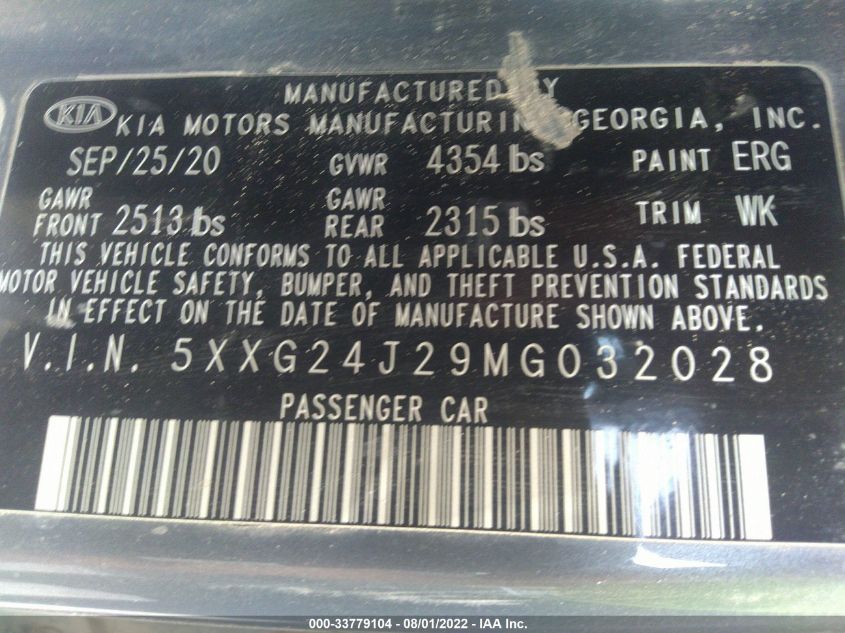 MANUFACTURED BY
KIA KIA MOTORS MANUFACTURING GEORGIA, INC.
SEP/25/20 GVWR 4354 lbs PAINT ERG
GAWR FRONT 2513 lbs GAWR REAR 2315 lbs TRIM WK
THIS VEHICLE CONFORMS TO ALL APPLICABLE U.S.A. FEDERAL
MOTOR VEHICLE SAFETY, BUMPER, AND THEFT PREVENTION STANDARDS
IN EFFECT ON THE DATE OF MANUFACTURE SHOWN ABOVE.
V.I.N. 5XXG24J29MG032028
PASSENGER CAR
000-33779104 - 08/01/2022 - IAA Inc.